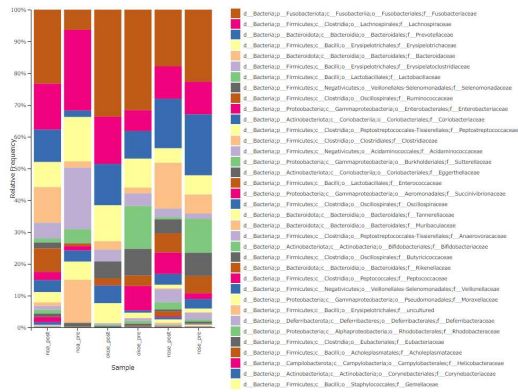 100%
90%
80%
70%
60%
50%
40%
30%
20%
10%
0%
Relative Frequency
Sample
d__Bacteria;p__Fusobacteriota;c__Fusobacteriia;o__Fusobacteriales;f__Fusobacteriaceae
d__Bacteria;p__Firmicutes;c__Clostridia;o__Lachnospirales;f__Lachnospiraceae
d__Bacteria;p__Bacteroidota;c__Bacteroidia;o__Bacteroidales;f__Prevotellaceae
d__Bacteria;p__Firmicutes;c__Bacilli;o__Erysipelotrichales;f__Erysipelotrichaceae
d__Bacteria;p__Bacteroidota;c__Bacteroidia;o__Bacteroidales;f__Bacteroidaceae
d__Bacteria;p__Firmicutes;c__Bacilli;o__Erysipelotrichales;f__Erysipelatoclostridiaceae
d__Bacteria;p__Firmicutes;c__Bacilli;o__Lactobacillales;f__Lactobacillaceae
d__Bacteria;p__Firmicutes;c__Negativicutes;o__Veillonellales-Selenomonadales;f__Selenomonadaceae
d__Bacteria;p__Firmicutes;c__Clostridia;o__Oscillospirales;f__Ruminococcaceae
d__Bacteria;p__Proteobacteria;c__Gammaproteobacteria;o__Enterobacterales;f__Enterobacteriaceae
d__Bacteria;p__Actinobacteriota;c__Coriobacteriia;o__Coriobacteriales;f__Coriobacteriaceae
d__Bacteria;p__Firmicutes;c__Clostridia;o__Peptostreptococcales-Tissierellales;f__Peptostreptococcaceae
d__Bacteria;p__Firmicutes;c__Clostridia;o__Clostridiales;f__Clostridiaceae
d__Bacteria;p__Firmicutes;c__Negativicutes;o__Acidaminococcales;f__Acidaminococcaceae
d__Bacteria;p__Proteobacteria;c__Gammaproteobacteria;o__Burkholderiales;f__Sutterellaceae
d__Bacteria;p__Actinobacteriota;c__Coriobacteriia;o__Coriobacteriales;f__Eggerthellaceae
d__Bacteria;p__Firmicutes;c__Bacilli;o__Lactobacillales;f__Enterococcaceae
d__Bacteria;p__Proteobacteria;c__Gammaproteobacteria;o__Aeromonadales;f__Succinivibrionaceae
d__Bacteria;p__Firmicutes;c__Clostridia;o__Oscillospirales;f__Oscillospiraceae
d__Bacteria;p__Bacteroidota;c__Bacteroidia;o__Bacteroidales;f__Tannerellaceae
d__Bacteria;p__Bacteroidota;c__Bacteroidia;o__Bacteroidales;f__Muribaculaceae
d__Bacteria;p__Firmicutes;c__Clostridia;o__Peptostreptococcales-Tissierellales;f__Anaerovoracaceae
d__Bacteria;p__Actinobacteriota;c__Actinobacteria;o__Bifidobacteriales;f__Bifidobacteriaceae
d__Bacteria;p__Firmicutes;c__Clostridia;o__Oscillospirales;f__Butyricicoccaceae
d__Bacteria;p__Bacteroidota;c__Bacteroidia;o__Bacteroidales;f__Rikenellaceae
d__Bacteria;p__Firmicutes;c__Clostridia;o__Peptococcales;f__Peptococcaceae
d__Bacteria;p__Firmicutes;c__Negativicutes;o__Veillonellales-Selenomonadales;f__Veillonellaceae
d__Bacteria;p__Proteobacteria;c__Gammaproteobacteria;o__Pseudomonadales;f__Moraxellaceae
d__Bacteria;p__Firmicutes;c__Bacilli;o__Erysipelotrichales;f__uncultured
d__Bacteria;p__Deferribacterota;c__Deferribacteres;o__Deferribacterales;f__Deferribacteraceae
d__Bacteria;p__Proteobacteria;c__Alphaproteobacteria;o__Rhodobacterales;f__Rhodobacteraceae
d__Bacteria;p__Firmicutes;c__Clostridia;o__Eubacteriales;f__Eubacteriaceae
d__Bacteria;p__Firmicutes;c__Bacilli;o__Acholeplasmatales;f__Acholeplasmataceae
d__Bacteria;p__Campilobacterota;c__Campylobacteria;o__Campylobacterales;f__Helicobacteraceae
d__Bacteria;p__Actinobacteriota;c__Actinobacteria;o__Corynebacteriales;f__Corynebacteriaceae
d__Bacteria;p__Firmicutes;c__Bacilli;o__Staphylococcales;f__Gemellaceae